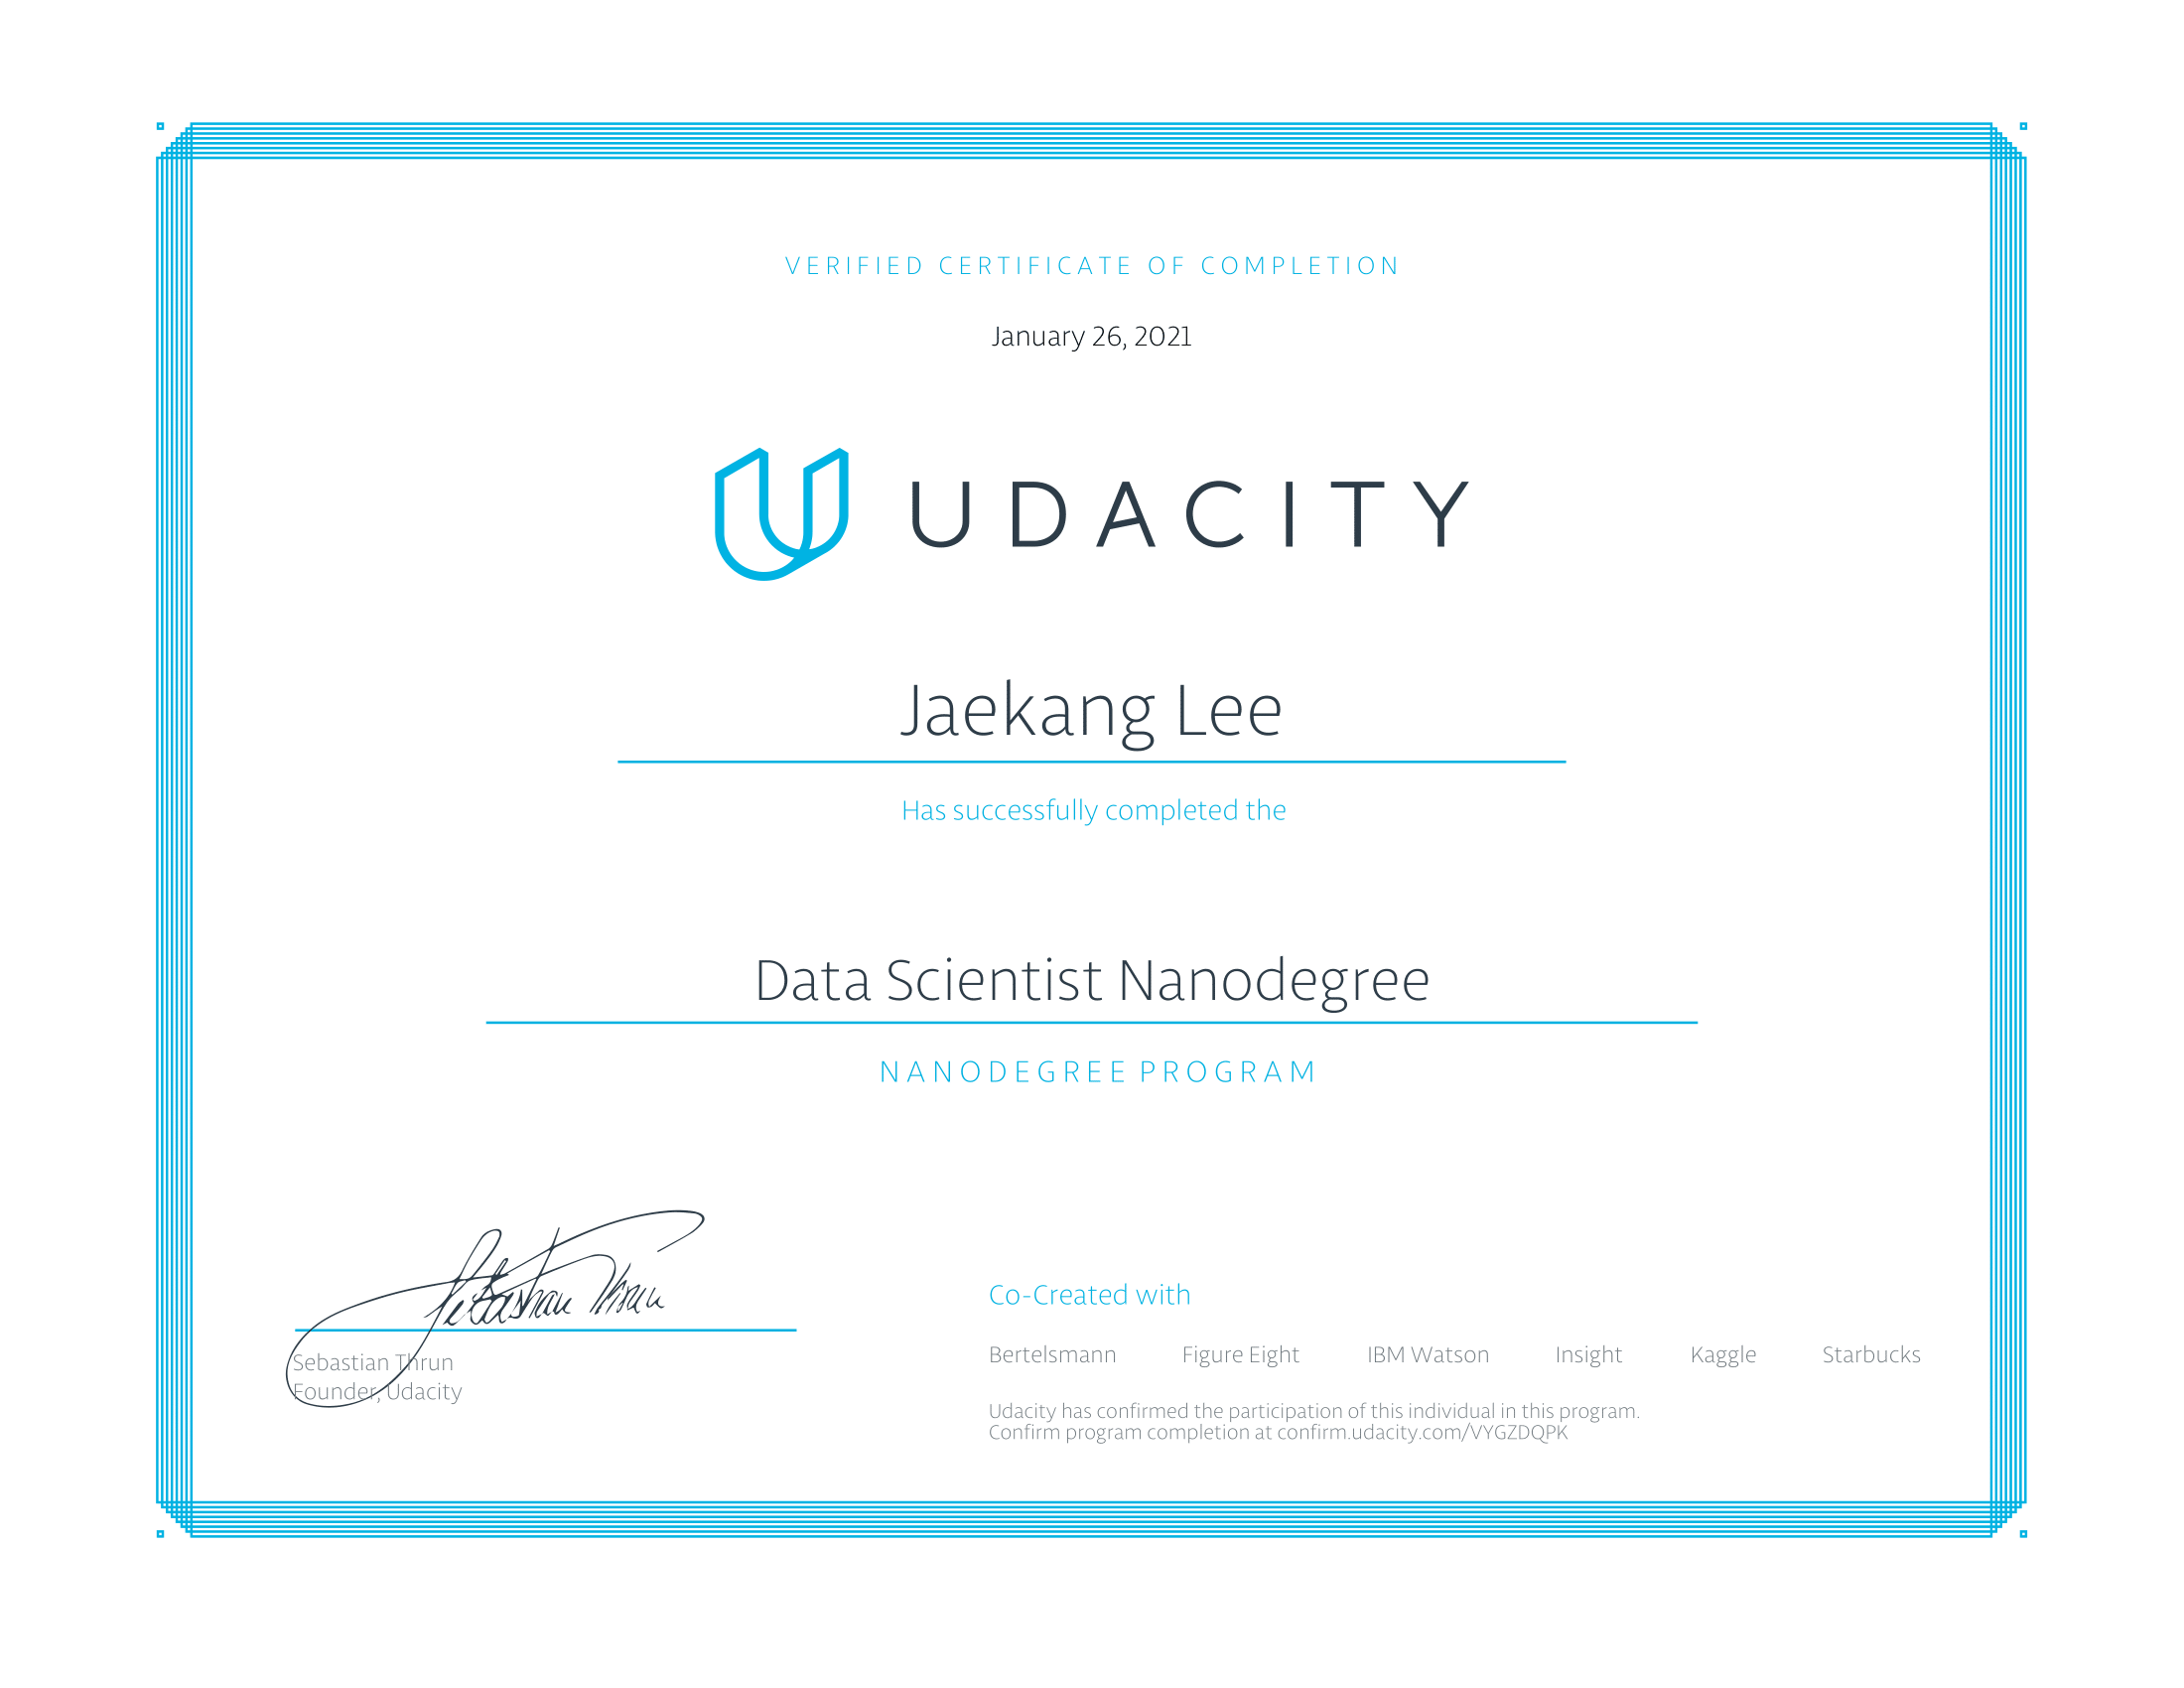 VERIFIED CERTIFICATE OF COMPLETION
January 26, 2021
UDACITY
Jaekang Lee
Has successfully completed the
Data Scientist Nanodegree
NANODEGREE PROGRAM
Sebastian Thrun
Sebastian Thrun
Founder, Udacity
Co-Created with
Bertelsmann Figure Eight IBM Watson Insight Kaggle Starbucks
Udacity has confirmed the participation of this individual in this program.
Confirm program completion at confirm.udacity.com/VYGZDQPK